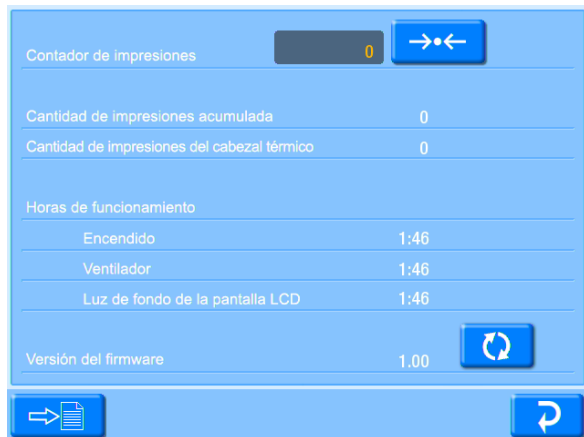 Contador de impresiones 0
Cantidad de impresiones acumulada 0
Cantidad de impresiones del cabezal térmico 0
Horas de funcionamiento
Encendido 1:46
Ventilador 1:46
Luz de fondo de la pantalla LCD 1:46
Versión del firmware 1.00